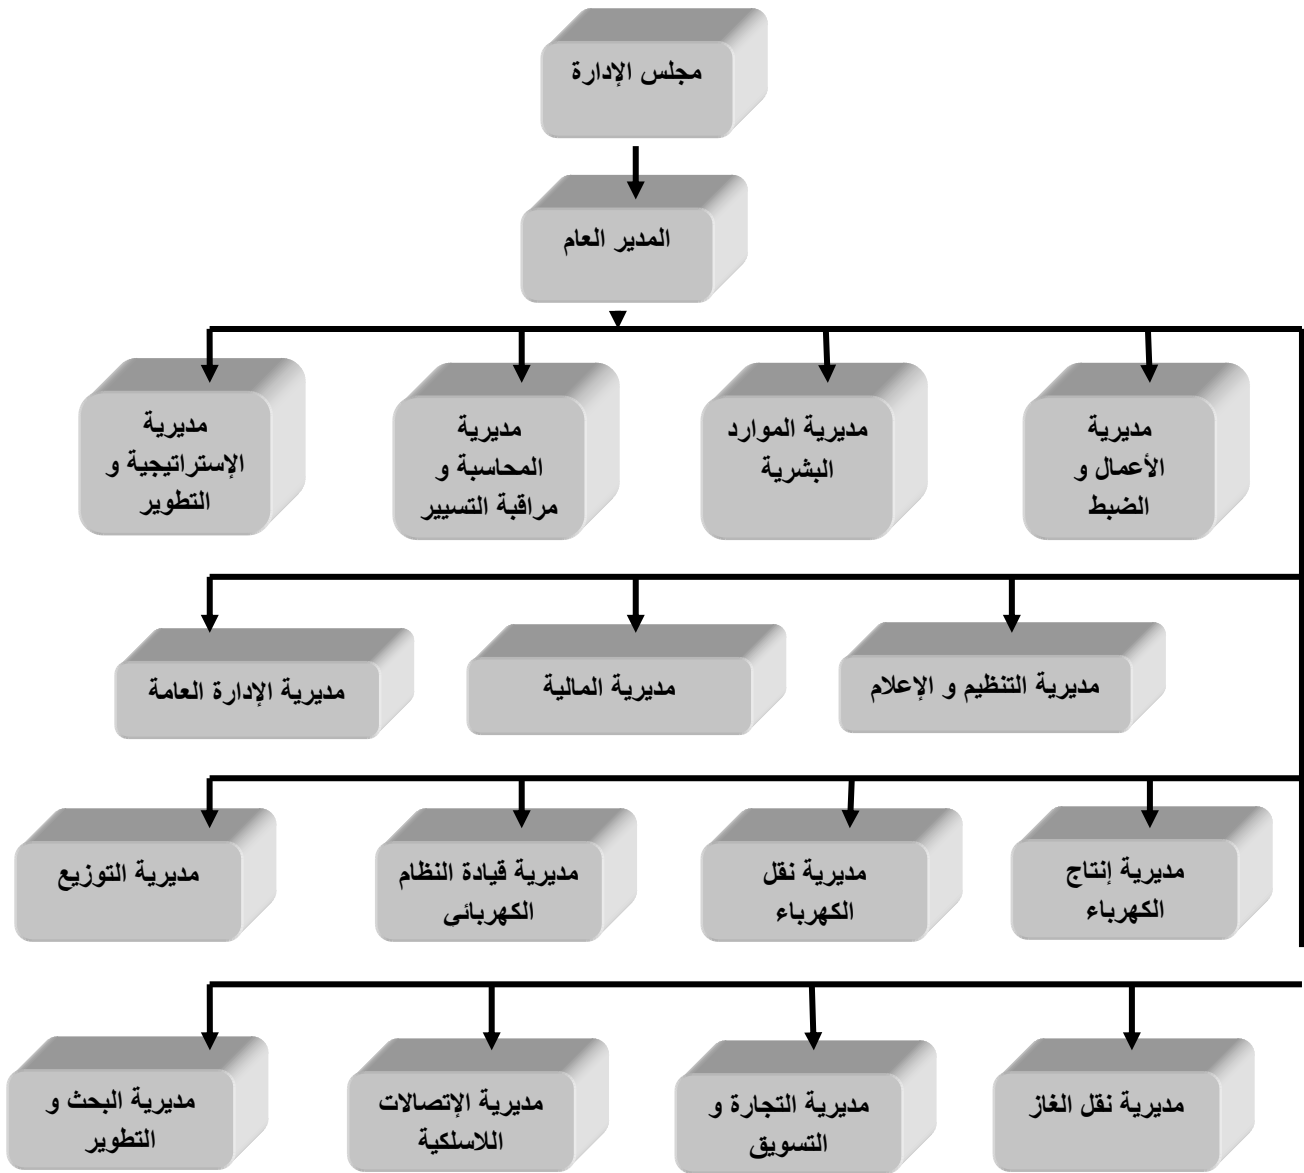 مجلس الإدارة
المدير العام
مديرية
الأعمال و
الضبط
مديرية الموارد
البشرية
مديرية
المحاسبة و
مراقبة التسيير
مديرية
الإستراتيجية و
التطوير
مديرية التنظيم و الإعلام
مديرية المالية
مديرية الإدارة العامة
مديرية إنتاج
الكهرباء
مديرية نقل
الكهرباء
مديرية قيادة النظام
الكهربائى
مديرية التوزيع
مديرية نقل الغاز
مديرية التجارة و
التسويق
مديرية الإتصالات
اللاسلكية
مديرية البحث و
التطوير